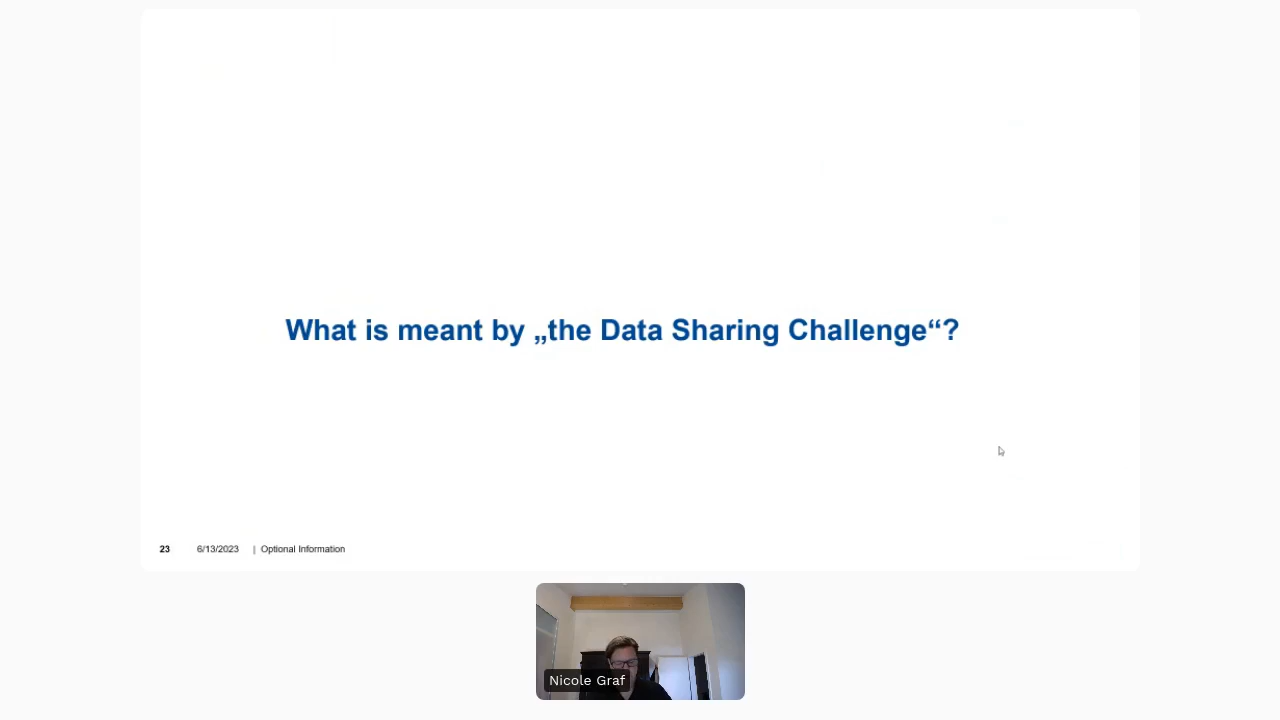 What is meant by „the Data Sharing Challenge“?
23 6/13/2023 | Optional Information
Nicole Graf